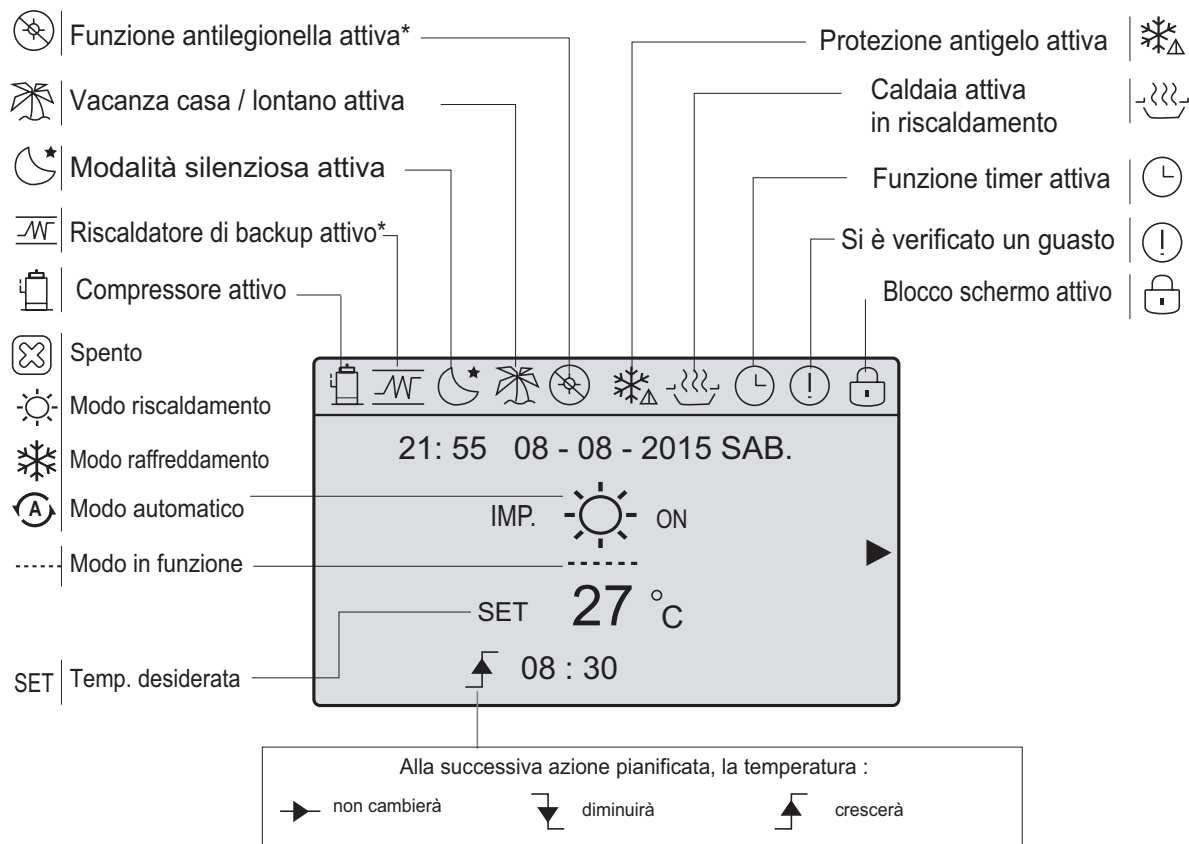 Funzione antilegionella attiva*
Vacanza casa / lontano attiva
Modalità silenziosa attiva
Riscaldatore di backup attivo*
Compressore attivo
Spento
Modo riscaldamento
Modo raffreddamento
A Modo automatico
Modo in funzione
SET Temp. desiderata
Protezione antigelo attiva
Caldaia attiva
in riscaldamento
Funzione timer attiva
Si è verificato un guasto
Blocco schermo attivo
21: 55 08 - 08 - 2015 SAB.
IMP. ON
SET 27 °C
08 : 30
Alla successiva azione pianificata, la temperatura :
non cambierà diminuirà crescerà